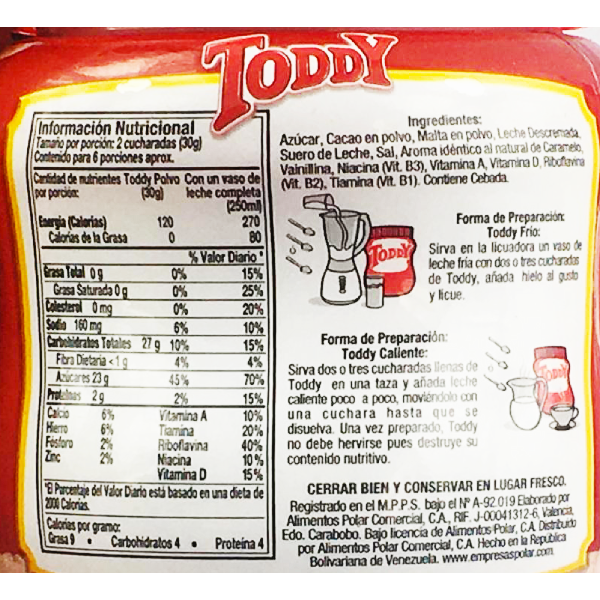 TODDY
Información Nutricional
Tamaño por porción: 2 cucharadas (30g)
Contenido para 6 porciones aprox.
Cantidad de nutrientes Toddy Polvo Con un vaso de
por porción: (30g) leche completa
(250ml)
Energía (Calorías) 120 270
Calorías de la Grasa 0 80
% Valor Diario *
Grasa Total 0 g 0% 15%
Grasa Saturada 0 g 0% 25%
Colesterol 0 mg 0% 20%
Sodio 160 mg 6% 10%
Carbohidratos Totales 27 g 10% 15%
Fibra Dietaria <1 g 4% 4%
Azúcares 23 g 45% 70%
Proteínas 2 g 2% 15%
Calcio 6% Vitamina A 10%
Hierro 6% Tiamina 20%
Fósforo 2% Riboflavina 40%
Zinc 2% Niacina 10%
Vitamina D 15%
*El Porcentaje del Valor Diario está basado en una dieta de
2000 Calorías.
Calorías por gramo:
Grasa 9 • Carbohidratos 4 • Proteína 4
Ingredientes:
Azúcar, Cacao en polvo, Malta en polvo, Leche Descremada,
Suero de Leche, Sal, Aroma idéntico al natural de Caramelo,
Vainillina, Niacina (Vit. B3), Vitamina A, Vitamina D, Riboflavina
(Vit. B2), Tiamina (Vit. B1). Contiene Cebada.
TODDY
Forma de Preparación:
Toddy Frío:
Sirva en la licuadora un vaso de
leche fría con dos o tres cucharadas
de Toddy, añada hielo al gusto
y licue.
Forma de Preparación:
Toddy Caliente:
Sirva dos o tres cucharadas llenas de
Toddy en una taza y añada leche
caliente poco a poco, moviéndolo con
una cuchara hasta que se
disuelva. Una vez preparado, Toddy
no debe hervirse pues destruye su
contenido nutritivo.
TODDY
CERRAR BIEN Y CONSERVAR EN LUGAR FRESCO.
Registrado en el M.P.P.S. bajo el Nº A-92.019 Elaborado por
Alimentos Polar Comercial, C.A., RIF. J-00041312-6, Valencia,
Edo. Carabobo. Bajo licencia de Alimentos Polar, C.A. Distribuido
por Alimentos Polar Comercial, C.A. Hecho en la República
Bolivariana de Venezuela. www.empresaspolar.com